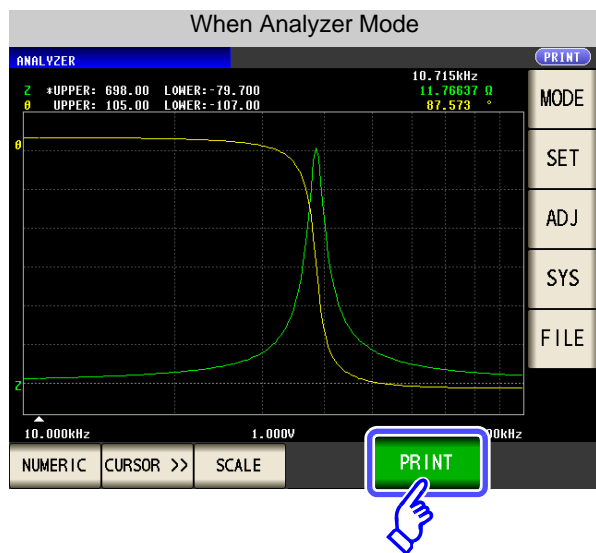 When Analyzer Mode
ANALYZER PRINT
10.715kHz
Z *UPPER: 698.00 LOWER:-79.700 11.76637 Ω
θ UPPER: 105.00 LOWER:-107.00 87.573 °
MODE
θ
SET
ADJ
SYS
FILE
Z
10.000kHz 1.000V 00kHz
NUMERIC CURSOR >> SCALE PRINT